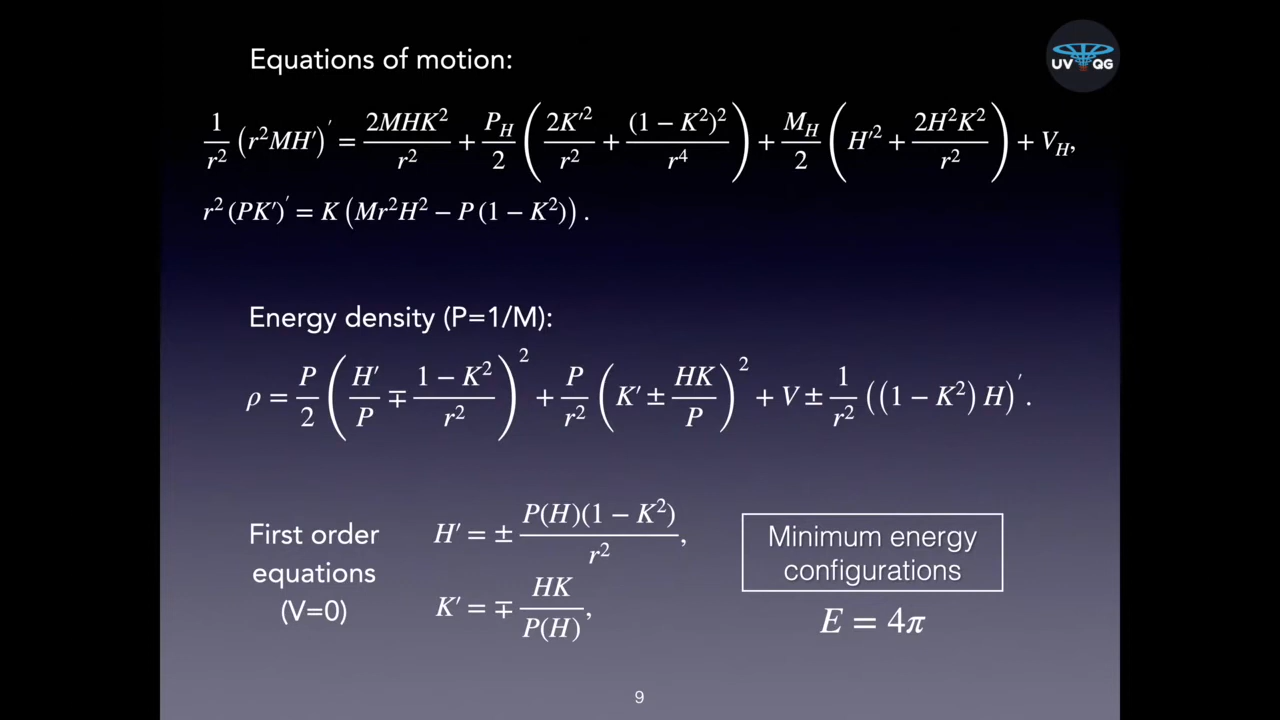 Equations of motion:
UV QG
1/r² (r²MH′)′ = 2MHK²/r² + P_H/2 (2K′²/r² + (1 − K²)²/r⁴) + M_H/2 (H′² + 2H²K²/r²) + V_H,
r² (PK′)′ = K (Mr²H² − P (1 − K²)) .
Energy density (P=1/M):
ρ = P/2 (H′/P ∓ (1 − K²)/r²)² + P/r² (K′ ± HK/P)² + V ± 1/r² ((1 − K²) H)′ .
First order
equations
(V=0)
H′ = ± P(H)(1 − K²)/r²,
K′ = ∓ HK/P(H),
Minimum energy
configurations
E = 4π
9